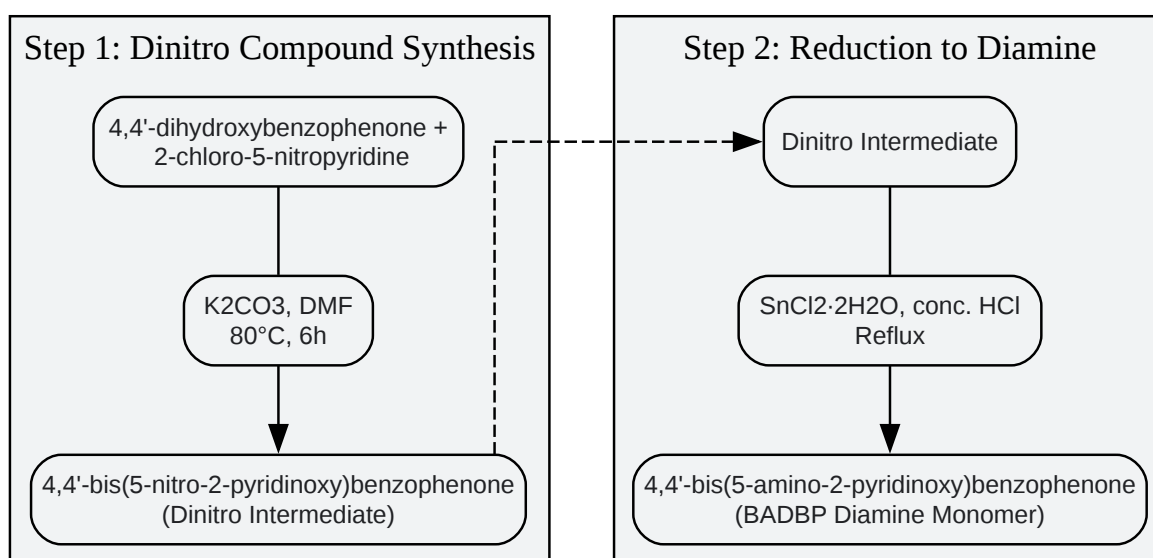 Step 1: Dinitro Compound Synthesis
4,4'-dihydroxybenzophenone +
2-chloro-5-nitropyridine
K2CO3, DMF
80°C, 6h
4,4'-bis(5-nitro-2-pyridinoxy)benzophenone
(Dinitro Intermediate)
Step 2: Reduction to Diamine
Dinitro Intermediate
SnCl2·2H2O, conc. HCl
Reflux
4,4'-bis(5-amino-2-pyridinoxy)benzophenone
(BADBP Diamine Monomer)